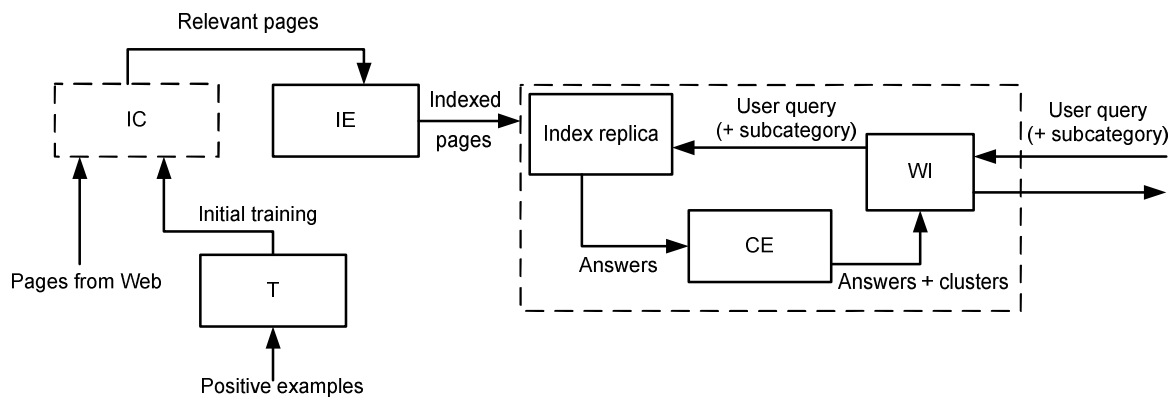 Relevant pages
IC
IE
Indexed
pages
Index replica
User query
(+ subcategory)
WI
User query
(+ subcategory)
Initial training
Answers
CE
Answers + clusters
Pages from Web
T
Positive examples